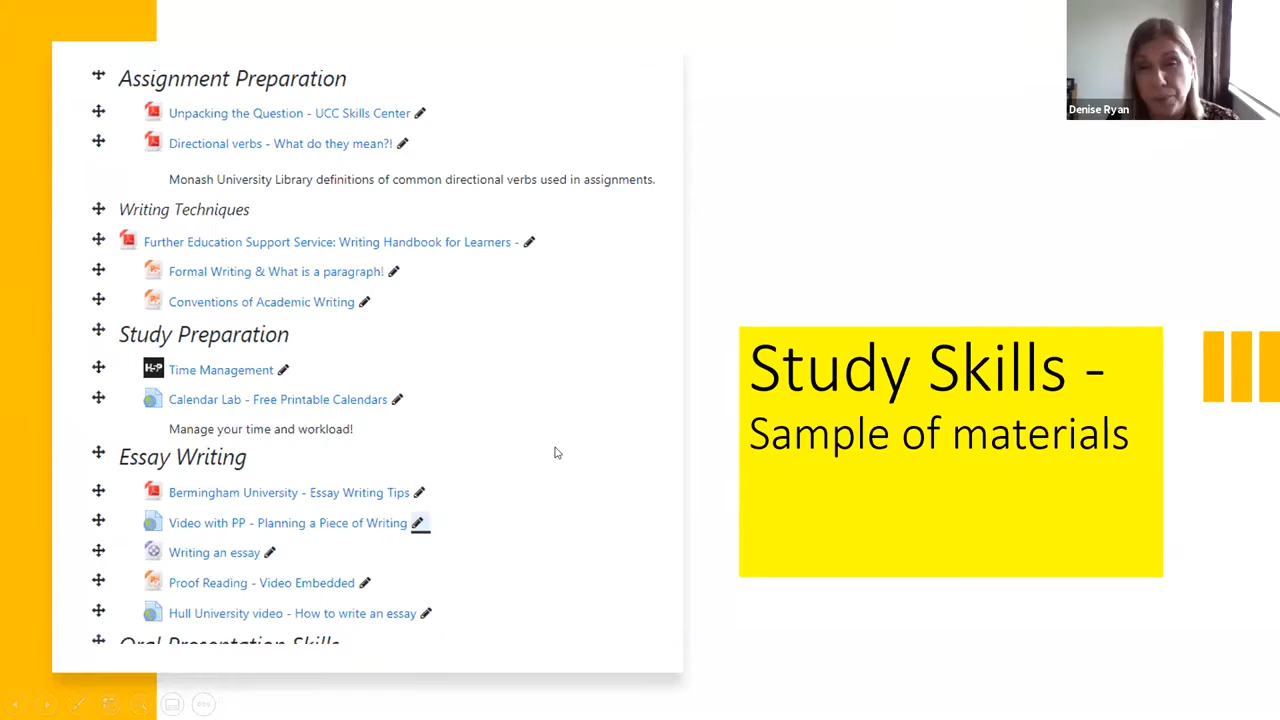 Assignment Preparation
Unpacking the Question - UCC Skills Center
Directional verbs - What do they mean?!
Monash University Library definitions of common directional verbs used in assignments.
Writing Techniques
Further Education Support Service: Writing Handbook for Learners -
Formal Writing & What is a paragraph!
Conventions of Academic Writing
Study Preparation
H5P Time Management
Calendar Lab - Free Printable Calendars
Manage your time and workload!
Essay Writing
Bermingham University - Essay Writing Tips
Video with PP - Planning a Piece of Writing
Writing an essay
Proof Reading - Video Embedded
Hull University video - How to write an essay
Oral Presentation Skills
Study Skills -
Sample of materials
Denise Ryan